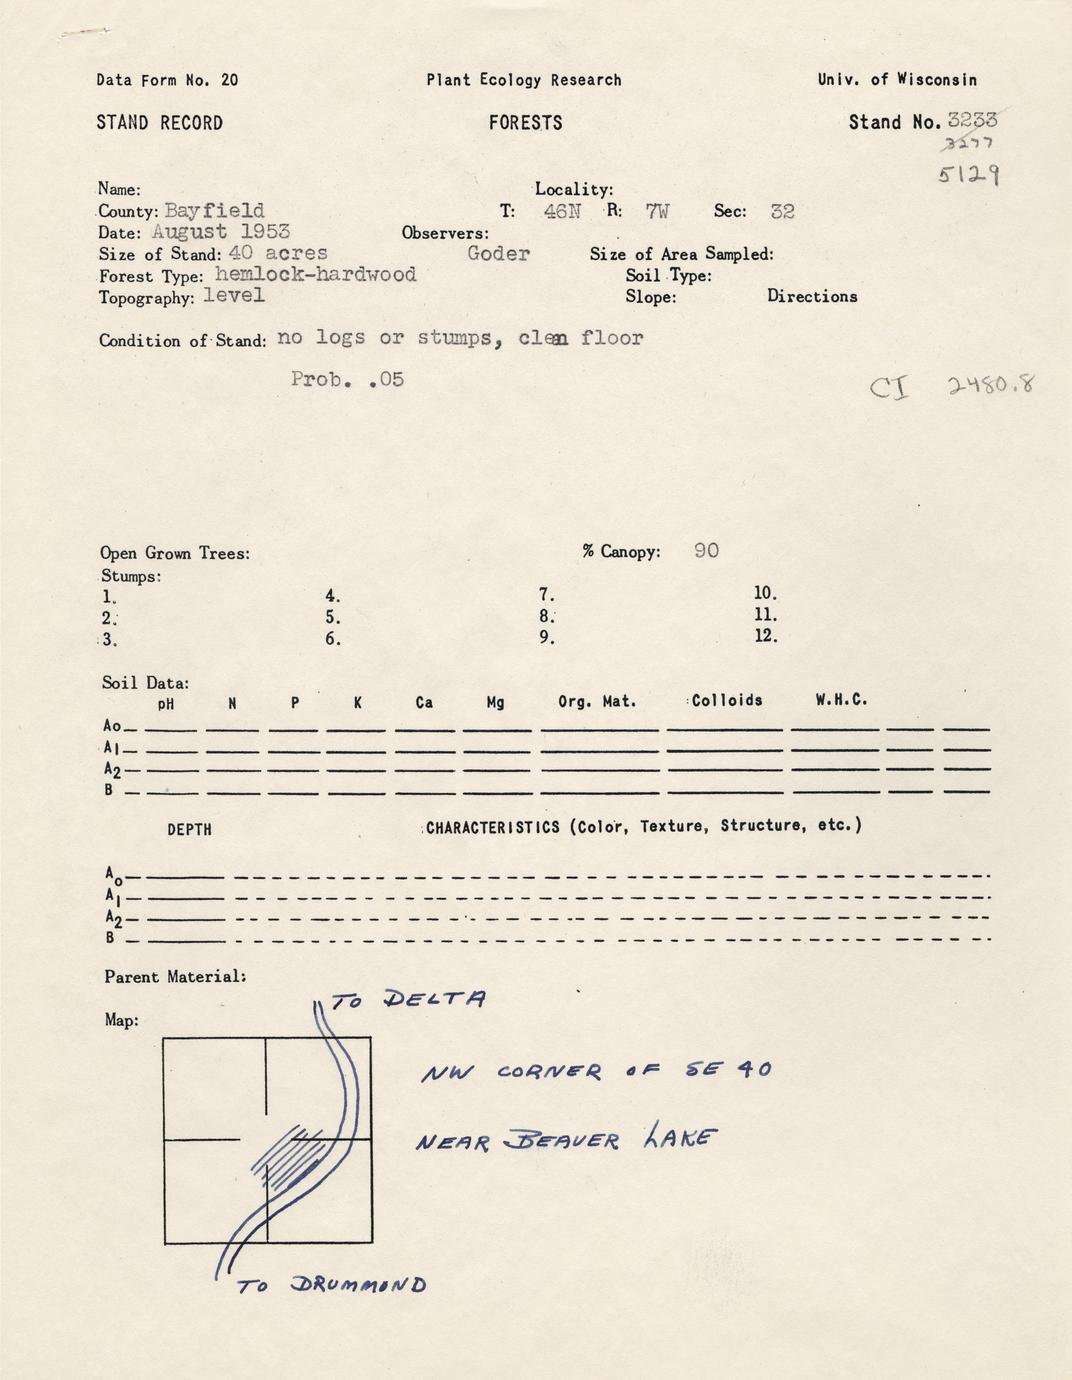 Data Form No. 20 Plant Ecology Research Univ. of Wisconsin
STAND RECORD FORESTS Stand No. 3233
3277
5129
Name: Locality:
County: Bayfield T: 46N R: 7W Sec: 32
Date: August 1953 Observers:
Size of Stand: 40 acres Goder Size of Area Sampled:
Forest Type: hemlock-hardwood Soil Type:
Topography: level Slope: Directions
Condition of Stand: no logs or stumps, clen floor
Prob. .05
CI 2480.8
Open Grown Trees: % Canopy: 90
Stumps:
1. 4. 7. 10.
2. 5. 8. 11.
3. 6. 9. 12.
Soil Data:
pH N P K Ca Mg Org. Mat. Colloids W.H.C.
Ao
A1
A2
B
DEPTH CHARACTERISTICS (Color, Texture, Structure, etc.)
Ao
A1
A2
B
Parent Material:
TO DELTA
Map:
NW CORNER OF SE 40
NEAR BEAVER LAKE
TO DRUMMOND